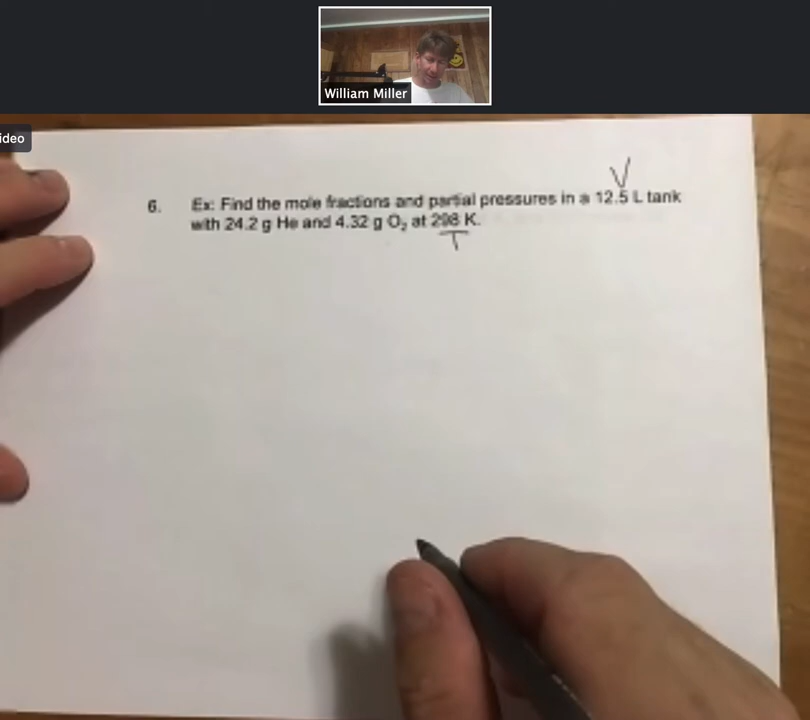 William Miller
ideo
V
6. Ex: Find the mole fractions and partial pressures in a 12.5 L tank
with 24.2 g He and 4.32 g O₂ at 298 K.
T